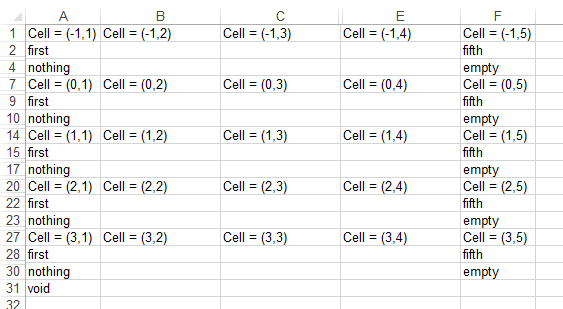 A B C E F
1 Cell = (-1,1) Cell = (-1,2) Cell = (-1,3) Cell = (-1,4) Cell = (-1,5)
2 first fifth
4 nothing empty
7 Cell = (0,1) Cell = (0,2) Cell = (0,3) Cell = (0,4) Cell = (0,5)
9 first fifth
10 nothing empty
14 Cell = (1,1) Cell = (1,2) Cell = (1,3) Cell = (1,4) Cell = (1,5)
15 first fifth
17 nothing empty
20 Cell = (2,1) Cell = (2,2) Cell = (2,3) Cell = (2,4) Cell = (2,5)
22 first fifth
23 nothing empty
27 Cell = (3,1) Cell = (3,2) Cell = (3,3) Cell = (3,4) Cell = (3,5)
28 first fifth
30 nothing empty
31 void
32